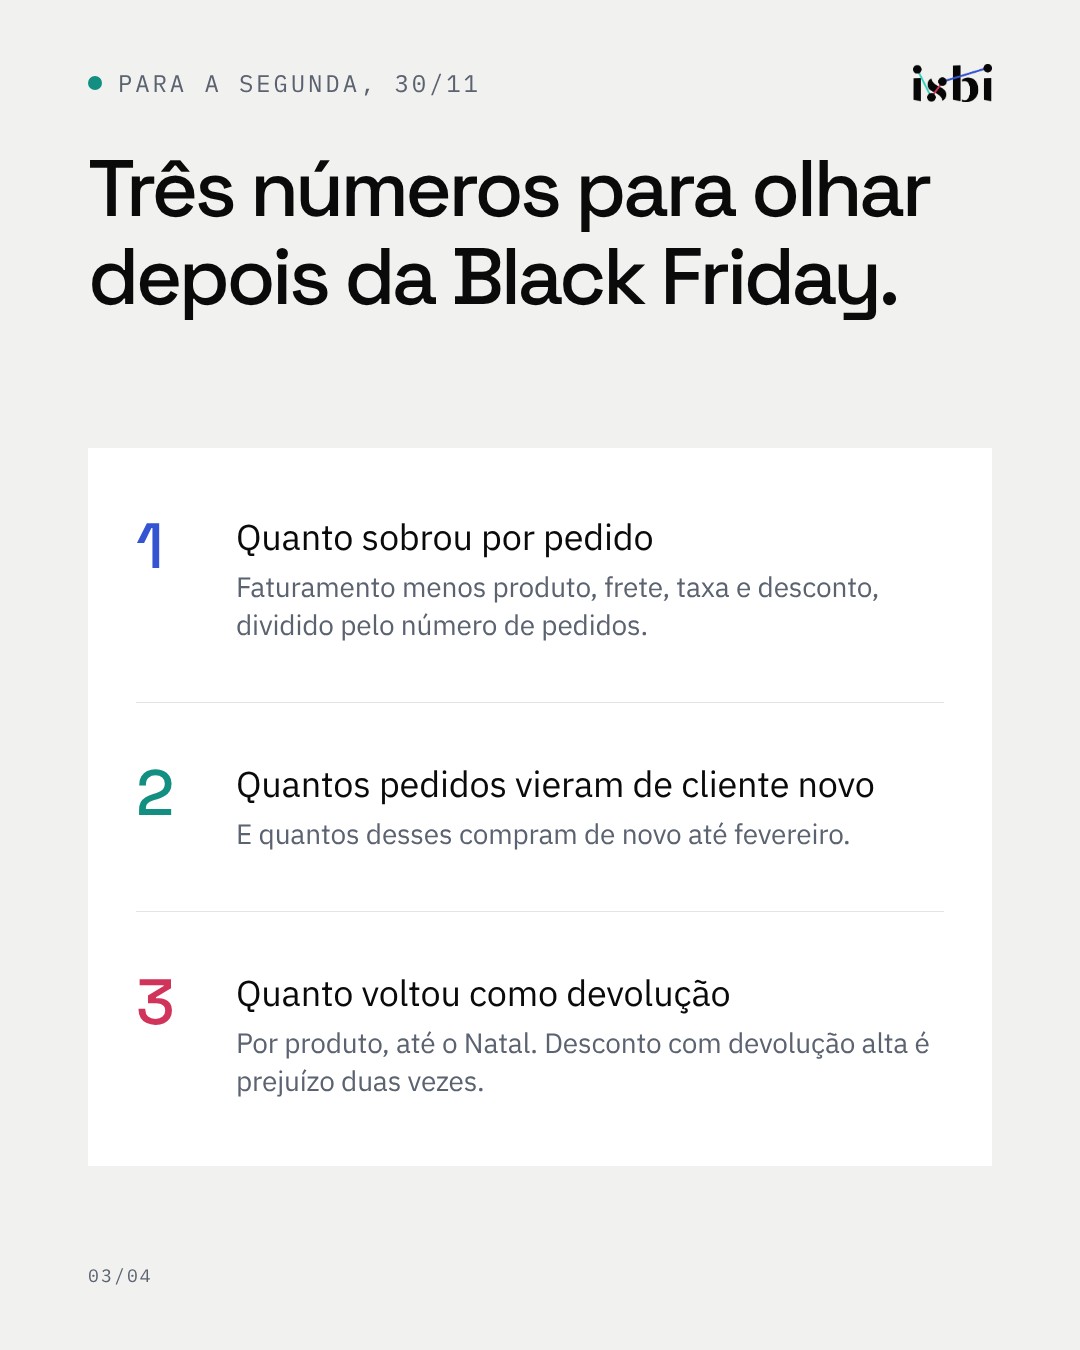 PARA A SEGUNDA, 30/11
ixbi
Três números para olhar
depois da Black Friday.
1
Quanto sobrou por pedido
Faturamento menos produto, frete, taxa e desconto,
dividido pelo número de pedidos.
2
Quantos pedidos vieram de cliente novo
E quantos desses compram de novo até fevereiro.
3
Quanto voltou como devolução
Por produto, até o Natal. Desconto com devolução alta é
prejuízo duas vezes.
03/04